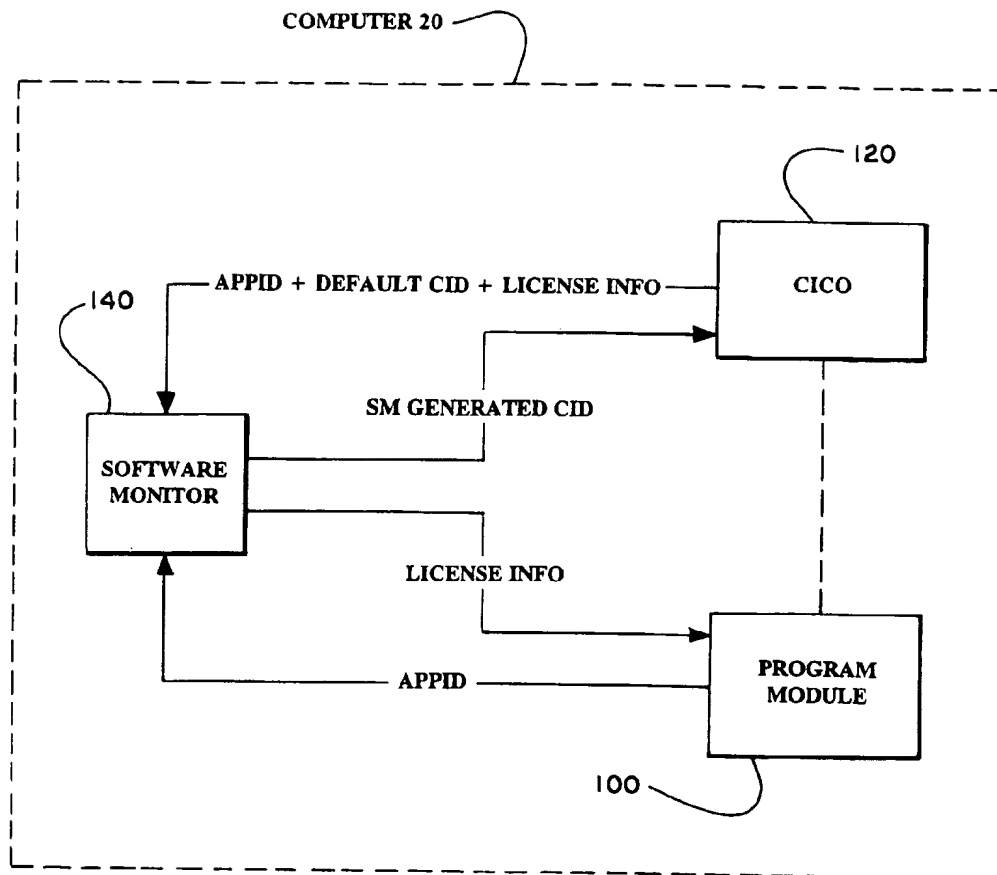 COMPUTER 20
120
APPID + DEFAULT CID + LICENSE INFO
CICO
140
SM GENERATED CID
SOFTWARE
MONITOR
LICENSE INFO
APPID
PROGRAM
MODULE
100